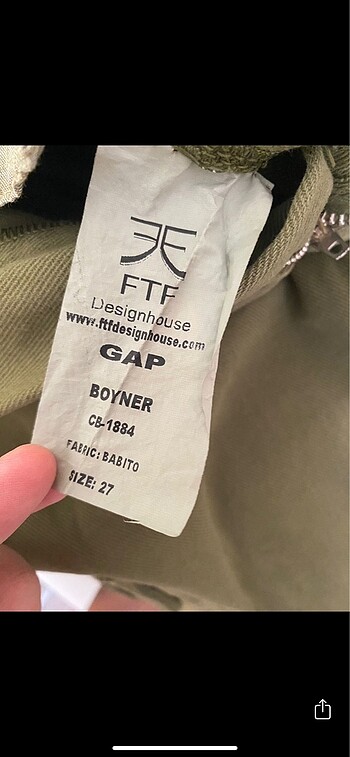 FTF
Designhouse
www.ftfdesignhouse.com
GAP
BOYNER
CB-1884
FABRIC: BABITO
SIZE: 27